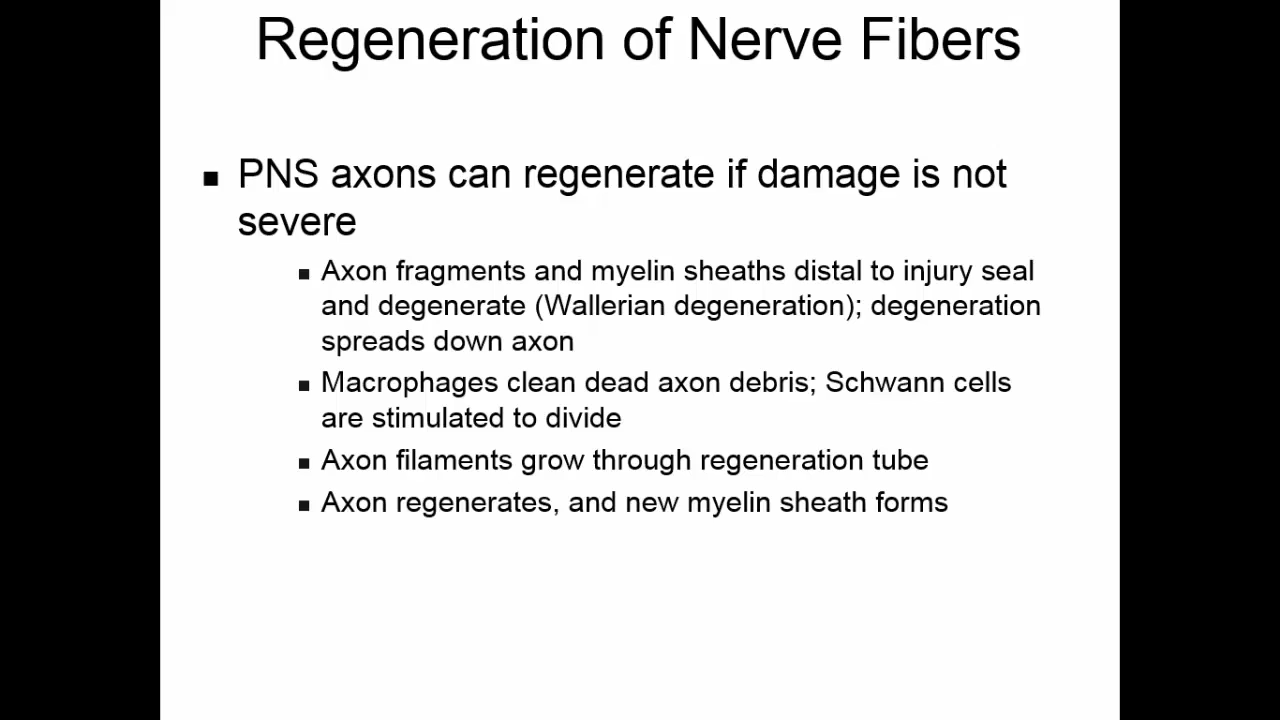 Regeneration of Nerve Fibers
▪ PNS axons can regenerate if damage is not
severe
▪ Axon fragments and myelin sheaths distal to injury seal
and degenerate (Wallerian degeneration); degeneration
spreads down axon
▪ Macrophages clean dead axon debris; Schwann cells
are stimulated to divide
▪ Axon filaments grow through regeneration tube
▪ Axon regenerates, and new myelin sheath forms